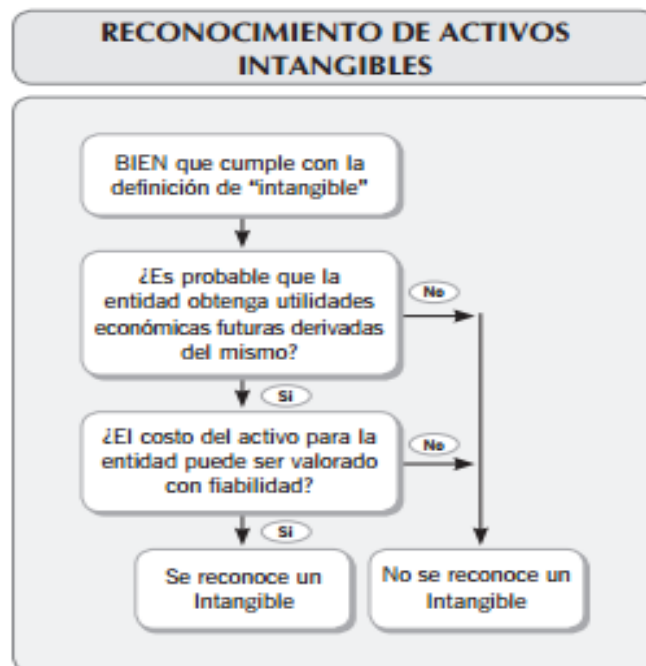 RECONOCIMIENTO DE ACTIVOS
INTANGIBLES
BIEN que cumple con la
definición de “intangible”
¿Es probable que la
entidad obtenga utilidades
económicas futuras derivadas
del mismo?
No
Si
¿El costo del activo para la
entidad puede ser valorado
con fiabilidad?
No
Si
Se reconoce un
Intangible
No se reconoce un
Intangible